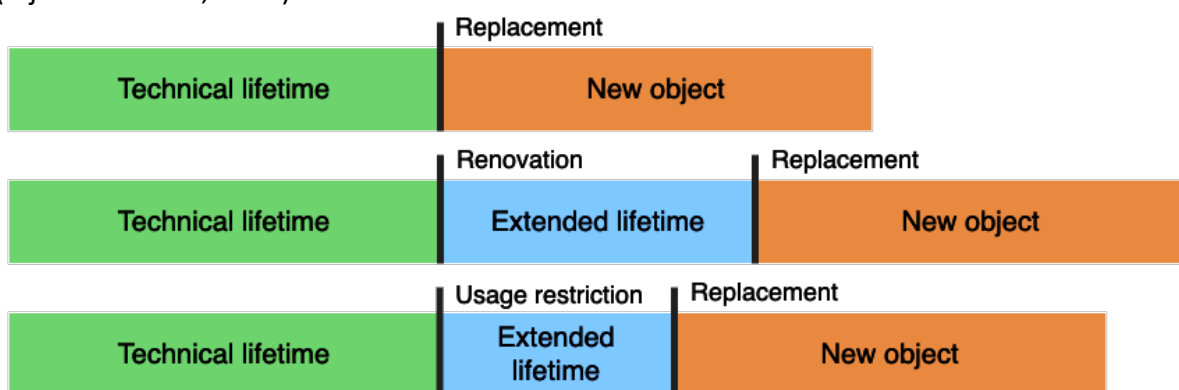 Replacement
Technical lifetime New object
Renovation Replacement
Technical lifetime Extended lifetime New object
Usage restriction Replacement
Technical lifetime Extended lifetime New object